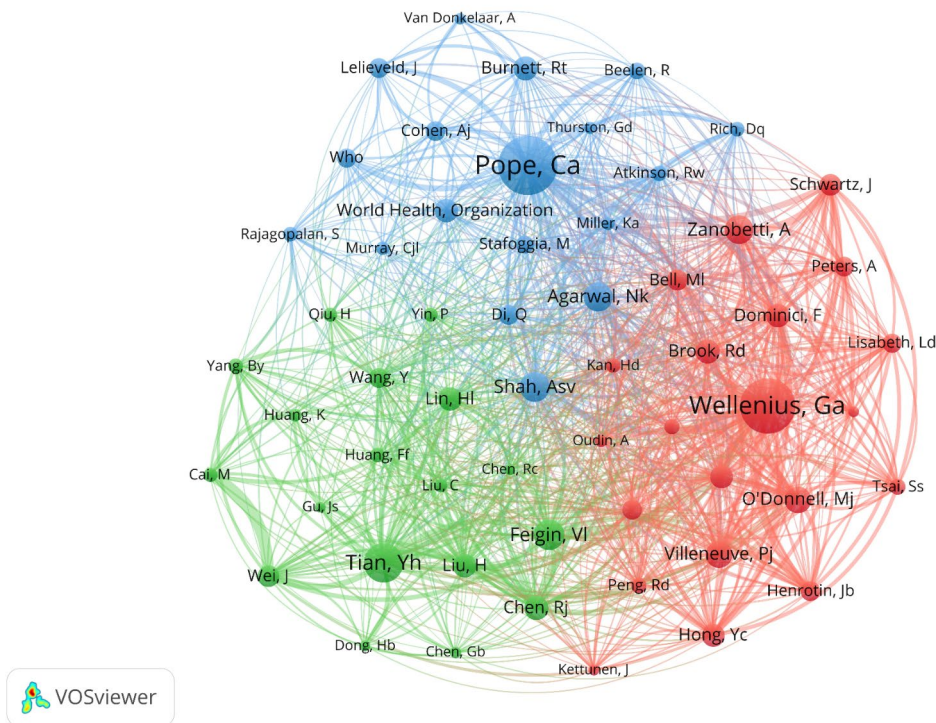 Van Donkelaar, A
Lelieveld, J
Burnett, Rt
Beelen, R
Cohen, Aj
Thurston, Gd
Rich, Dq
Who
Pope, Ca
Atkinson, Rw
Schwartz, J
World Health, Organization
Miller, Ka
Zanobetti, A
Rajagopalan, S
Murray, Cjl
Stafoggia, M
Bell, Ml
Peters, A
Agarwal, Nk
Qiu, H
Yin, P
Di, Q
Dominici, F
Lisabeth, Ld
Yang, By
Wang, Y
Kan, Hd
Brook, Rd
Shah, Asv
Lin, Hl
Wellenius, Ga
Huang, K
Oudin, A
Huang, Ff
Chen, Rc
Cai, M
Liu, C
Tsai, Ss
O'Donnell, Mj
Gu, Js
Feigin, Vl
Villeneuve, Pj
Tian, Yh
Liu, H
Wei, J
Peng, Rd
Henrotin, Jb
Chen, Rj
Hong, Yc
Dong, Hb
Chen, Gb
Kettunen, J
VOSviewer